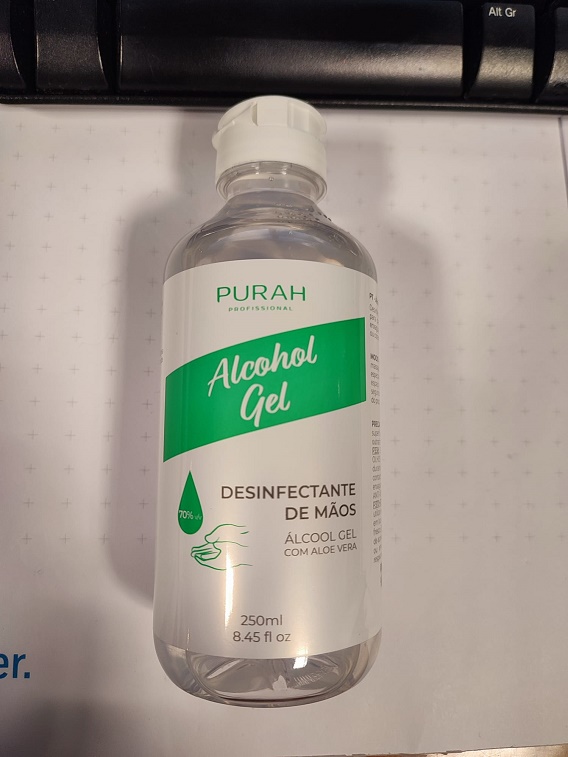 Alt Gr
PURAH
PROFISSIONAL
Alcohol
Gel
70%
DESINFECTANTE
DE MÃOS
ÁLCOOL GEL
COM ALOE VERA
250ml
8.45 fl oz
er.